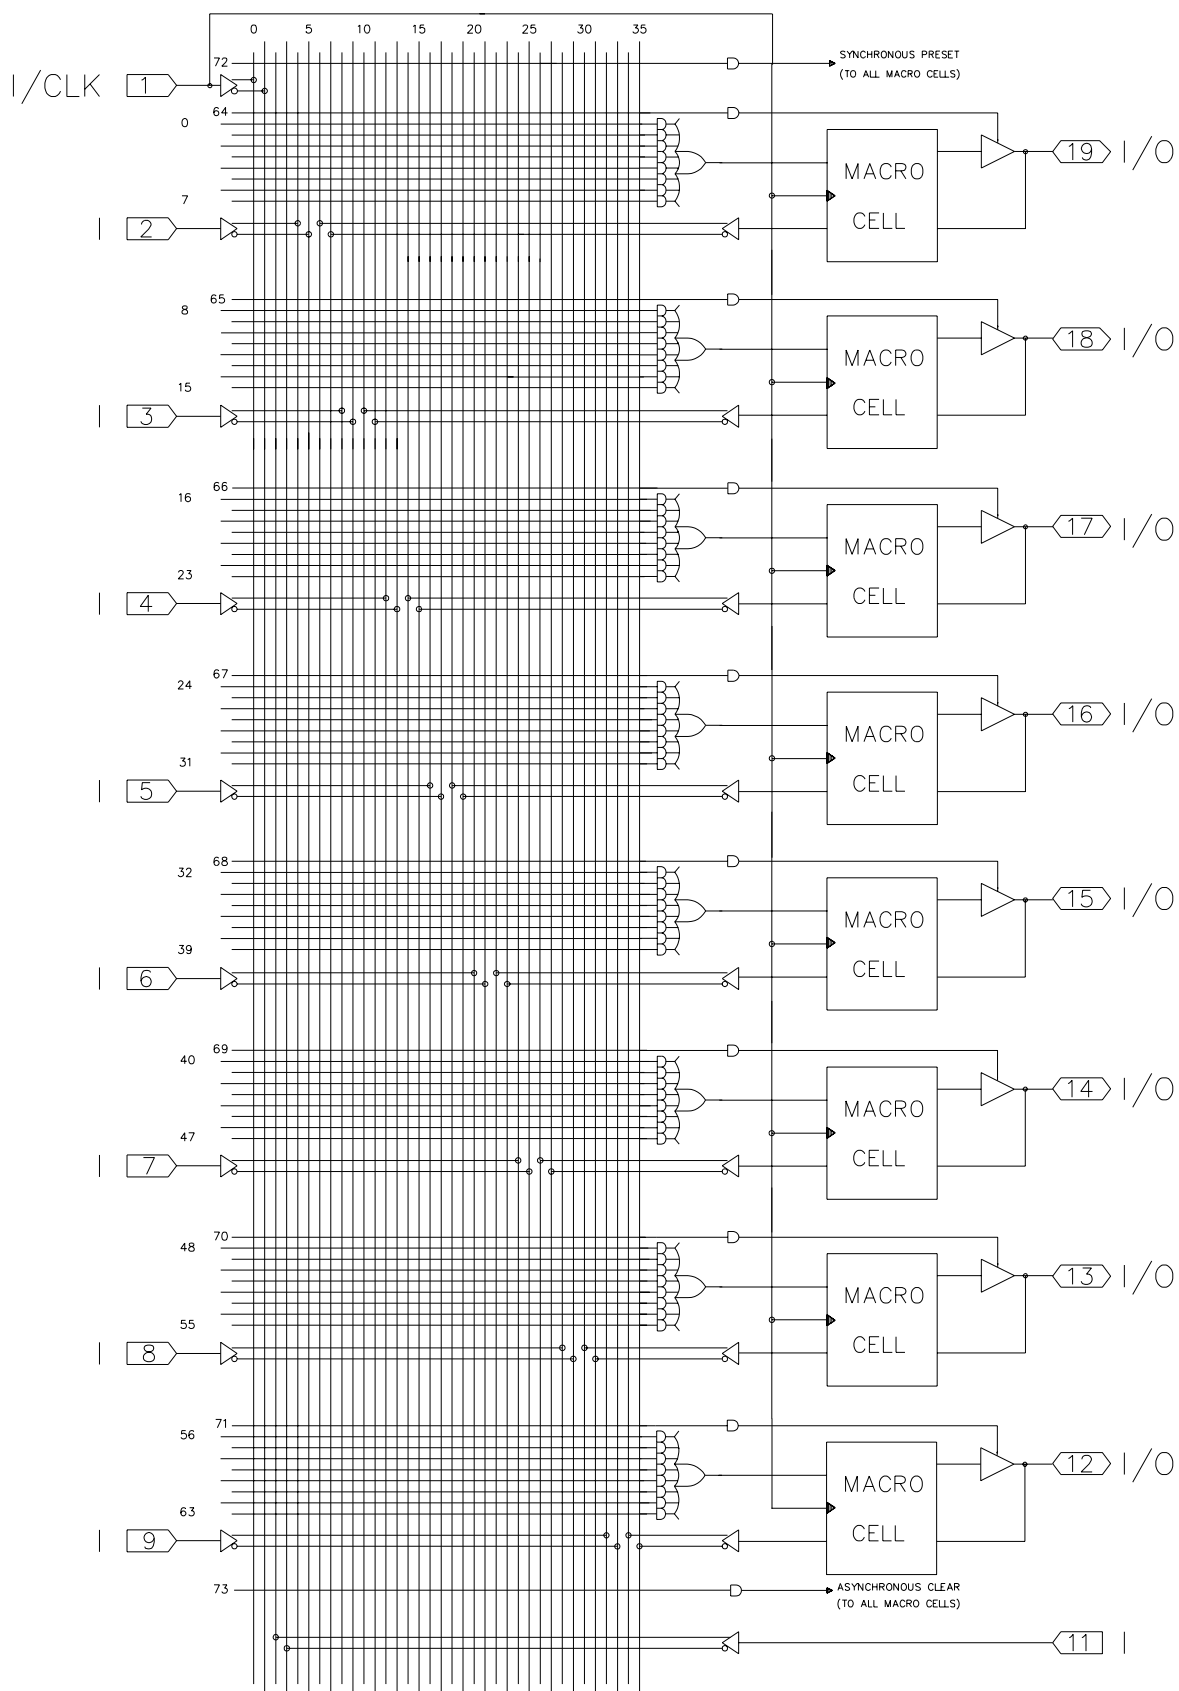 0 5 10 15 20 25 30 35
72 SYNCHRONOUS PRESET
(TO ALL MACRO CELLS)
I/CLK 1
64
0
MACRO 19 I/O
7
I 2 CELL
65
8
MACRO 18 I/O
15
I 3 CELL
66
16
MACRO 17 I/O
23
I 4 CELL
67
24
MACRO 16 I/O
31
I 5 CELL
68
32
MACRO 15 I/O
39
I 6 CELL
69
40
MACRO 14 I/O
47
I 7 CELL
70
48
MACRO 13 I/O
55
I 8 CELL
71
56
MACRO 12 I/O
63
I 9 CELL
73 ASYNCHRONOUS CLEAR
(TO ALL MACRO CELLS)
11 I